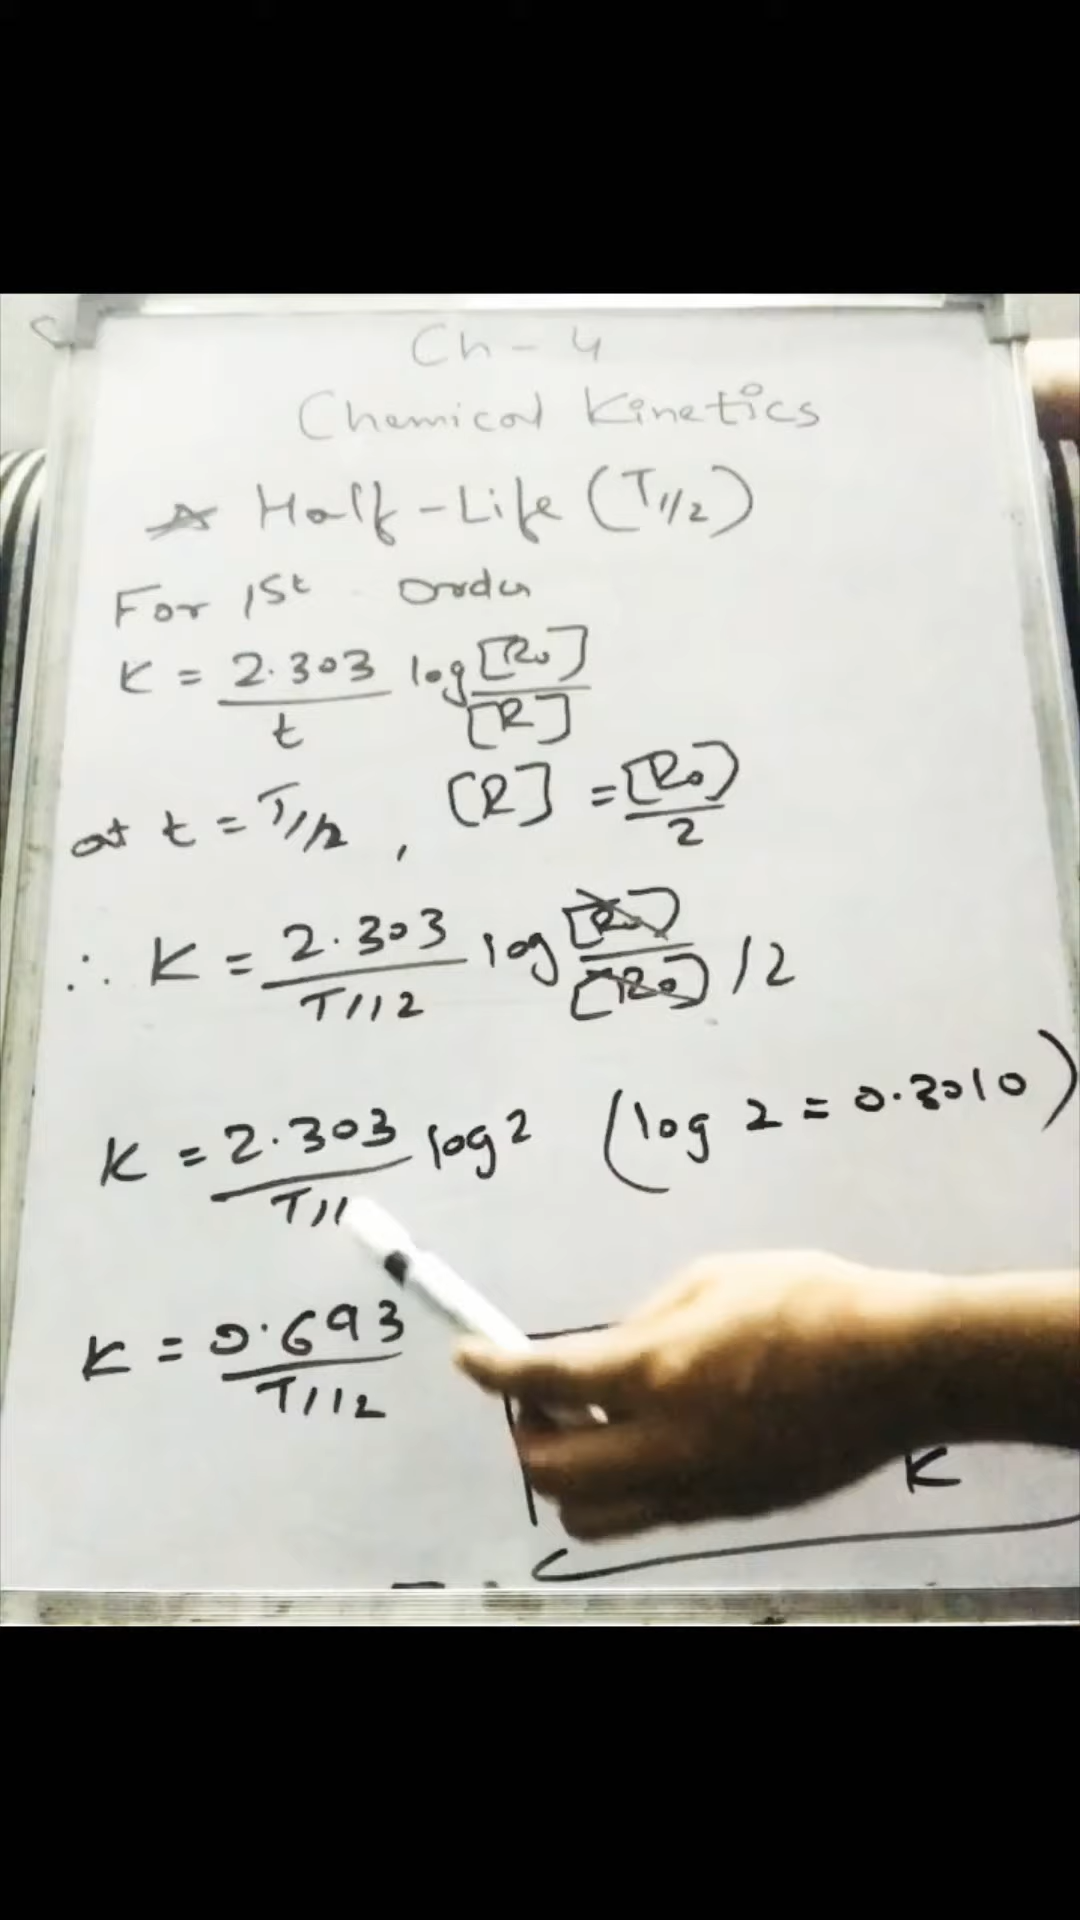 Ch - 4
Chemical Kinetics
☆ Half-Life (T1/2)
For 1st order
K = 2.303/t log [R₀]/[R]
at t = T1/2, [R] = [R₀]/2
∴ K = 2.303/T1/2 log [R₀]/[R₀]/2
K = 2.303/T1/ log 2 (log 2 = 0.3010)
K = 0.693/T1/2
K